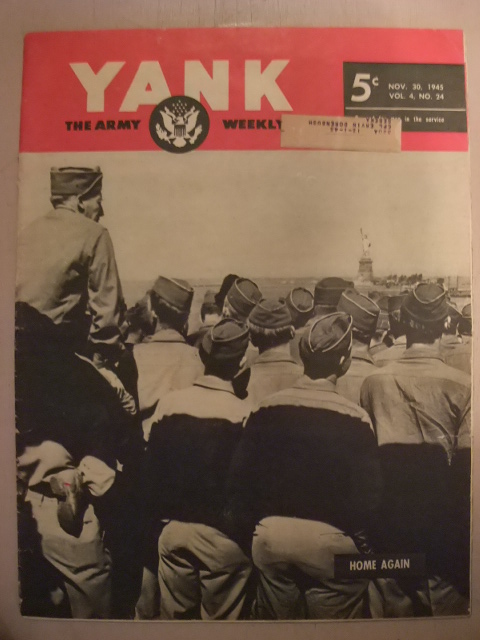 YANK
THE ARMY WEEKLY
5¢ NOV. 30, 1945
VOL. 4, NO. 24
in the service
HOME AGAIN